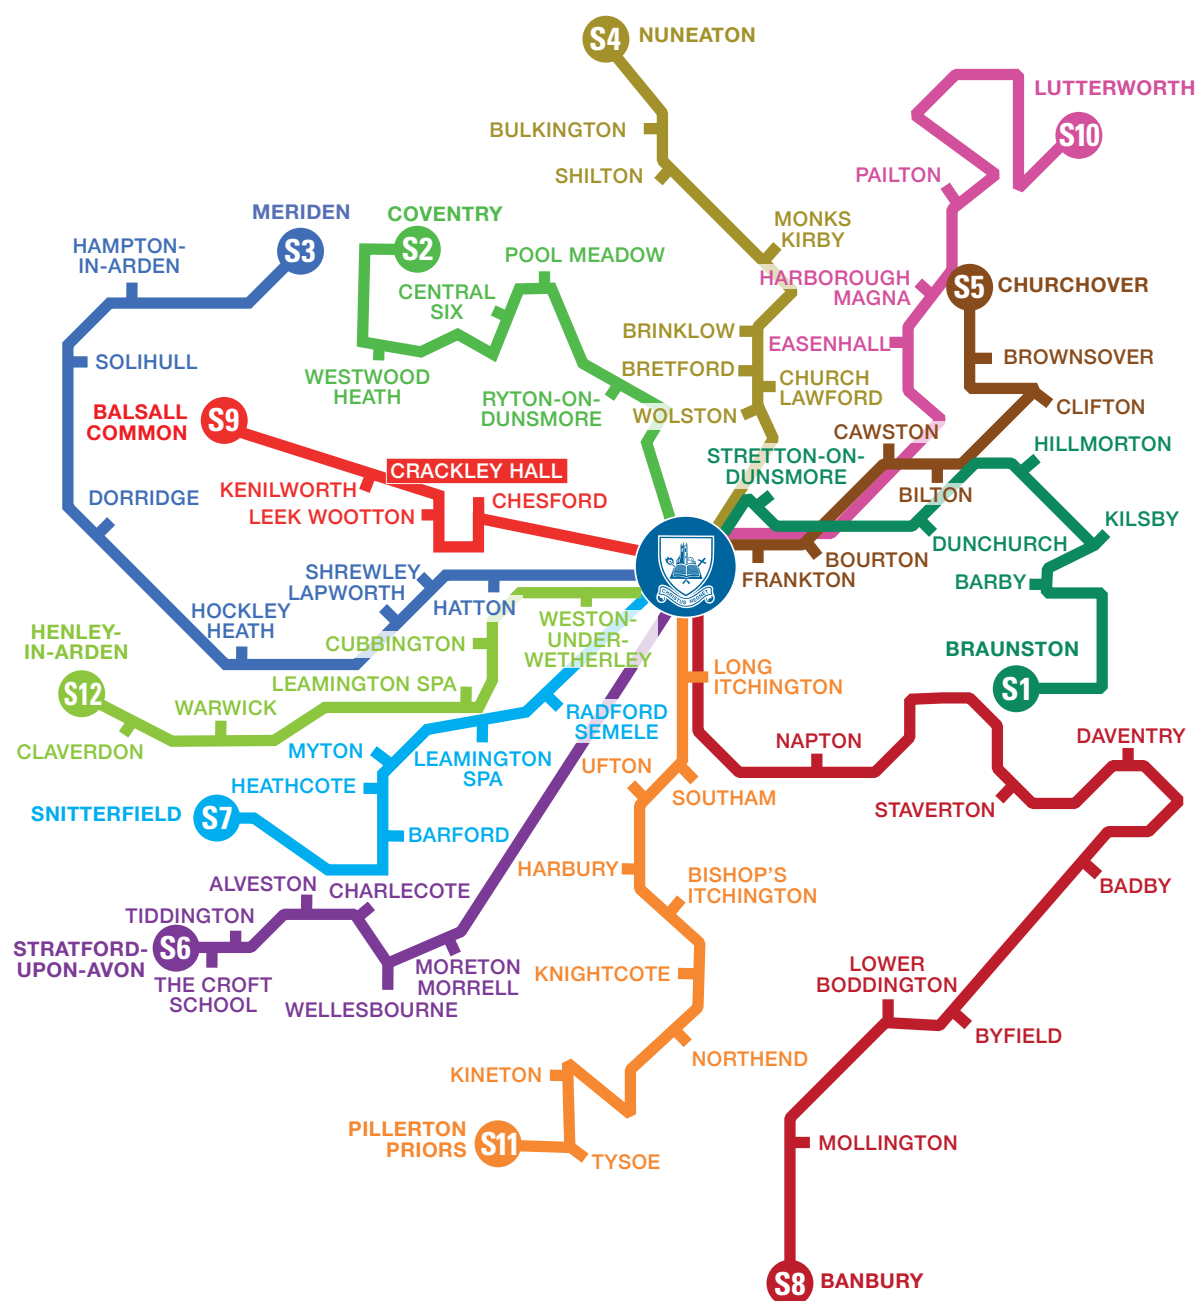 S4 NUNEATON
LUTTERWORTH
S10
BULKINGTON
SHILTON
PAILTON
MERIDEN
S3
COVENTRY
S2
MONKS
KIRBY
HAMPTON-
IN-ARDEN
POOL MEADOW
CENTRAL
SIX
HARBOROUGH
MAGNA
S5 CHURCHOVER
BRINKLOW
EASENHALL
BROWNSOVER
SOLIHULL
WESTWOOD
HEATH
BRETFORD
CHURCH
LAWFORD
RYTON-ON-
DUNSMORE
WOLSTON
CLIFTON
BALSALL
COMMON
S9
CAWSTON
HILLMORTON
STRETTON-ON-
DUNSMORE
CRACKLEY HALL
KENILWORTH
CHESFORD
BILTON
DORRIDGE
LEEK WOOTTON
KILSBY
DUNCHURCH
BOURTON
FRANKTON
BARBY
SHREWLEY
LAPWORTH
HATTON
HOCKLEY
HEATH
WESTON-
UNDER-
WETHERLEY
HENLEY-
IN-ARDEN
CUBBINGTON
BRAUNSTON
S1
LONG
ITCHINGTON
S12
LEAMINGTON SPA
WARWICK
CLAVERDON
RADFORD
SEMELE
NAPTON
DAVENTRY
MYTON
LEAMINGTON
SPA
UFTON
SOUTHAM
HEATHCOTE
STAVERTON
SNITTERFIELD
S7
BARFORD
HARBURY
BISHOP'S
ITCHINGTON
BADBY
ALVESTON
CHARLECOTE
TIDDINGTON
STRATFORD-
UPON-AVON
S6
THE CROFT
SCHOOL
MORETON
MORRELL
WELLESBOURNE
KNIGHTCOTE
LOWER
BODDINGTON
BYFIELD
NORTHEND
KINETON
PILLERTON
PRIORS
S11
TYSOE
MOLLINGTON
S8 BANBURY